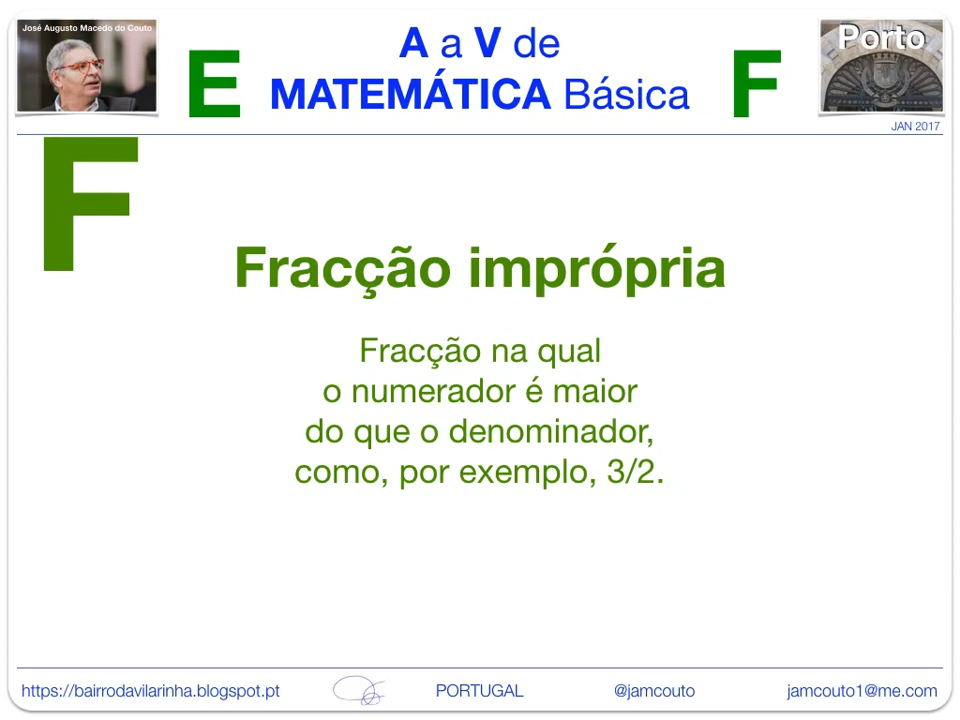 José Augusto Macedo do Couto
E
A a V de
MATEMÁTICA Básica
F
Porto
JAN 2017
F
Fracção imprópria
Fracção na qual
o numerador é maior
do que o denominador,
como, por exemplo, 3/2.
https://bairrodavilarinha.blogspot.pt
PORTUGAL
@jamcouto
jamcouto1@me.com